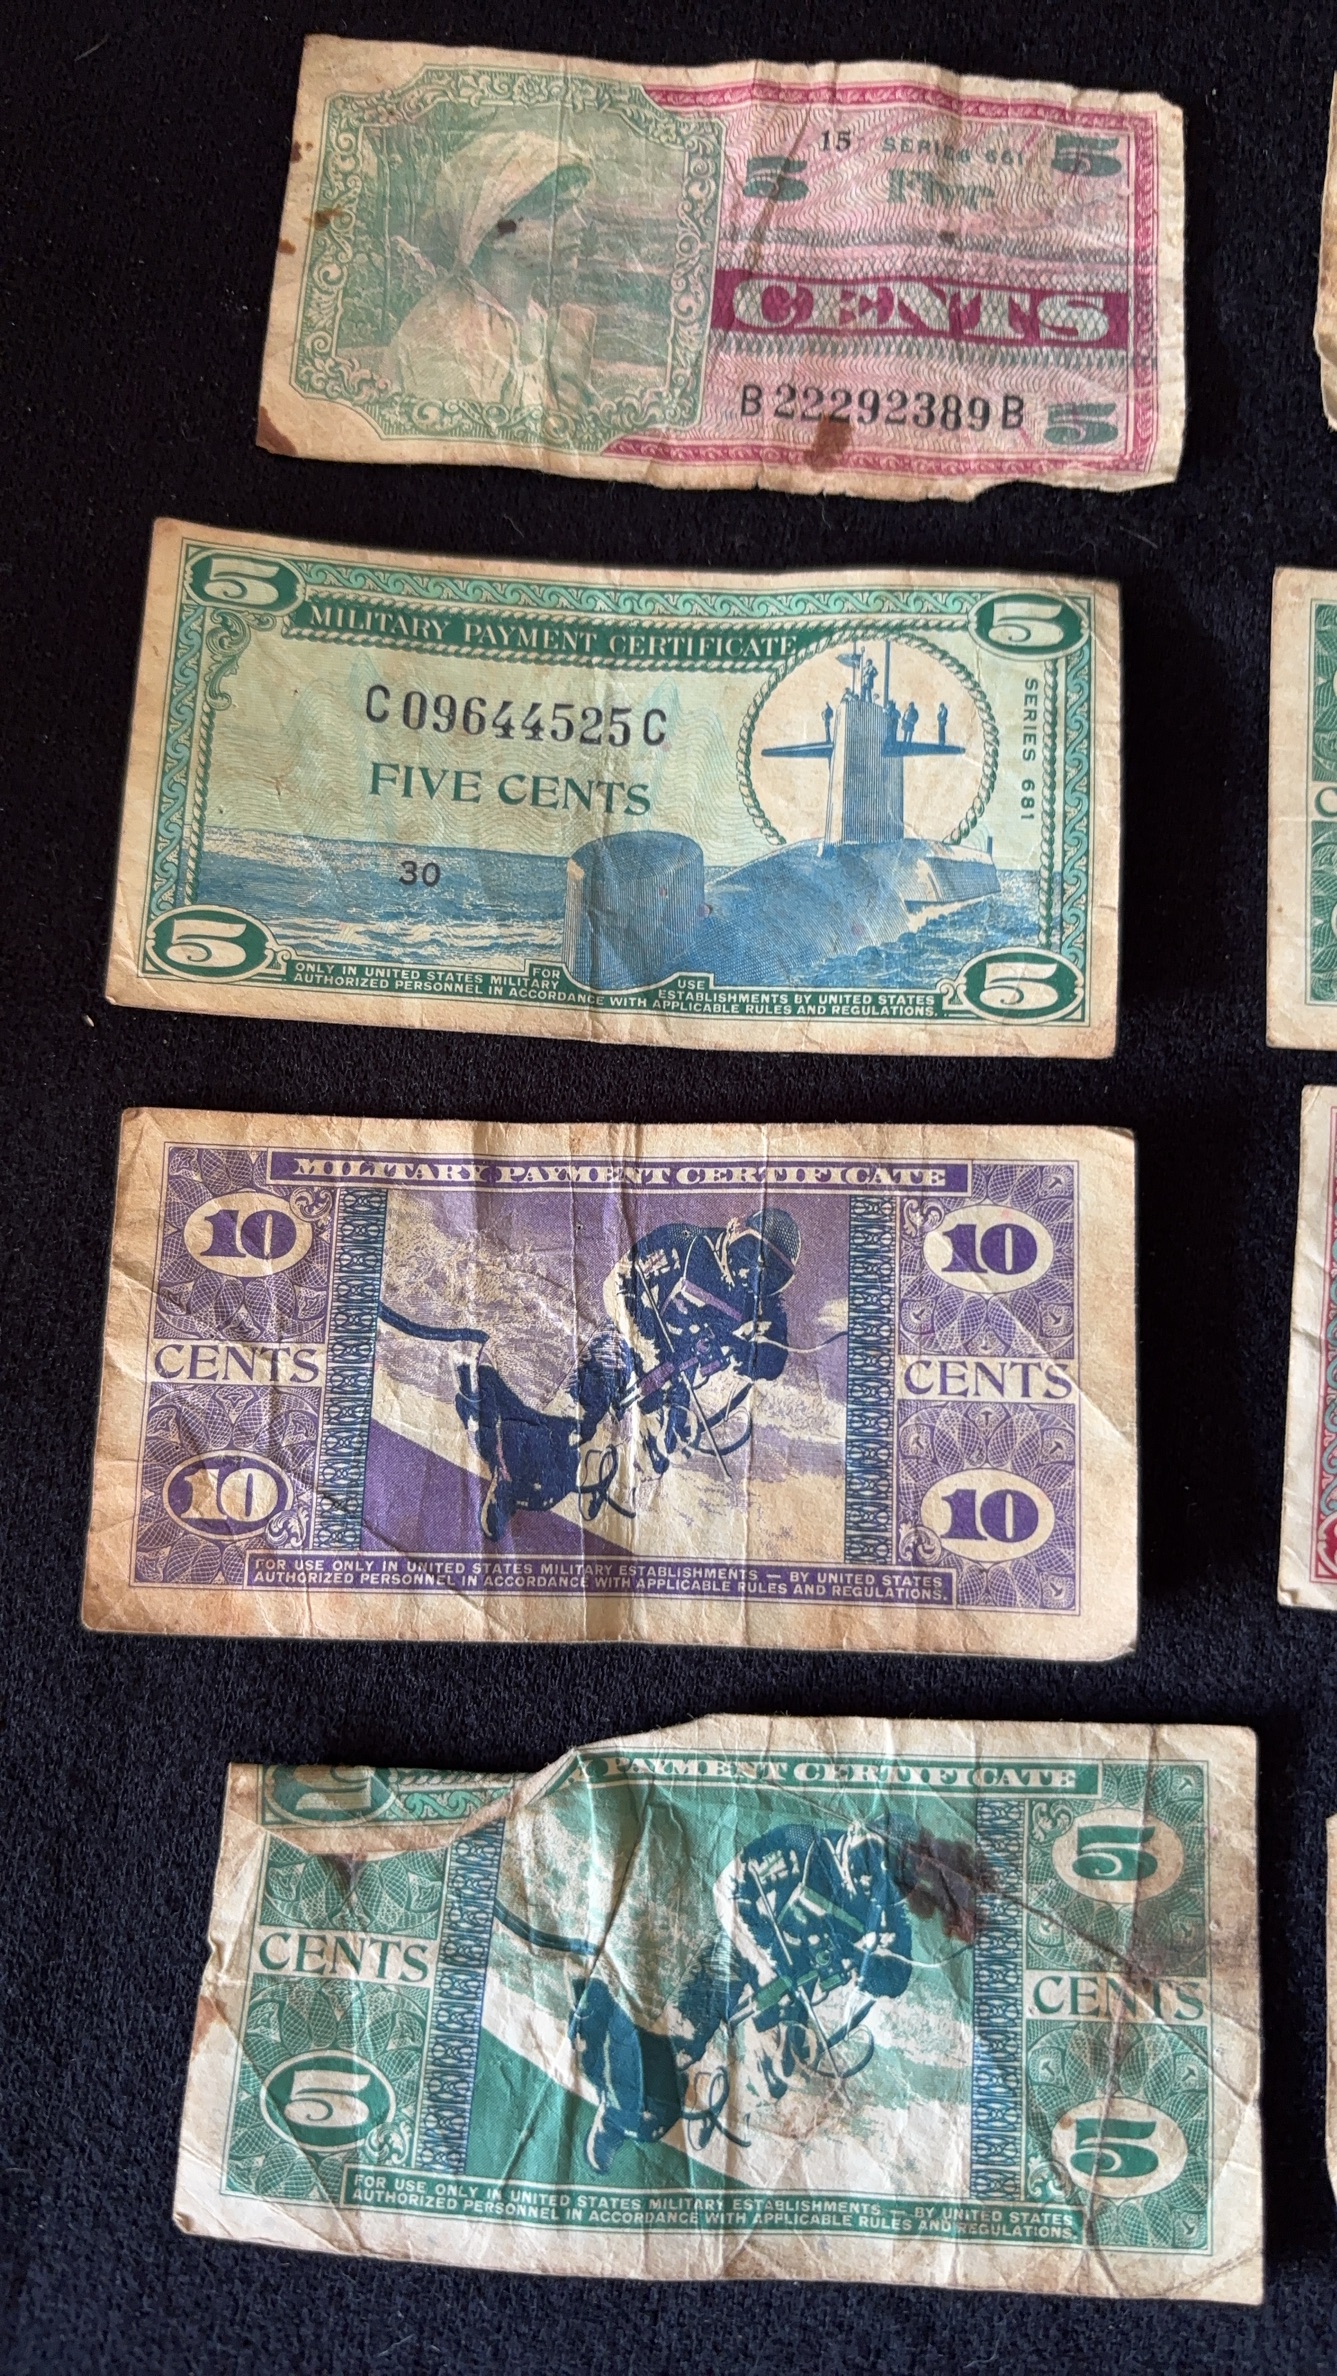 15 SERIES 661
5 5
Five
CENTS
B22292389B
5
5 5
MILITARY PAYMENT CERTIFICATE
C09644525C
SERIES 681
FIVE CENTS
30
5 5
FOR USE
ONLY IN UNITED STATES MILITARY ESTABLISHMENTS BY UNITED STATES
AUTHORIZED PERSONNEL IN ACCORDANCE WITH APPLICABLE RULES AND REGULATIONS.
MILITARY PAYMENT CERTIFICATE
10 10
CENTS CENTS
10 10
FOR USE ONLY IN UNITED STATES MILITARY ESTABLISHMENTS — BY UNITED STATES
AUTHORIZED PERSONNEL IN ACCORDANCE WITH APPLICABLE RULES AND REGULATIONS.
PAYMENT CERTIFICATE
5 5
CENTS CENTS
5 5
FOR USE ONLY IN UNITED STATES MILITARY ESTABLISHMENTS — BY UNITED STATES
AUTHORIZED PERSONNEL IN ACCORDANCE WITH APPLICABLE RULES AND REGULATIONS.